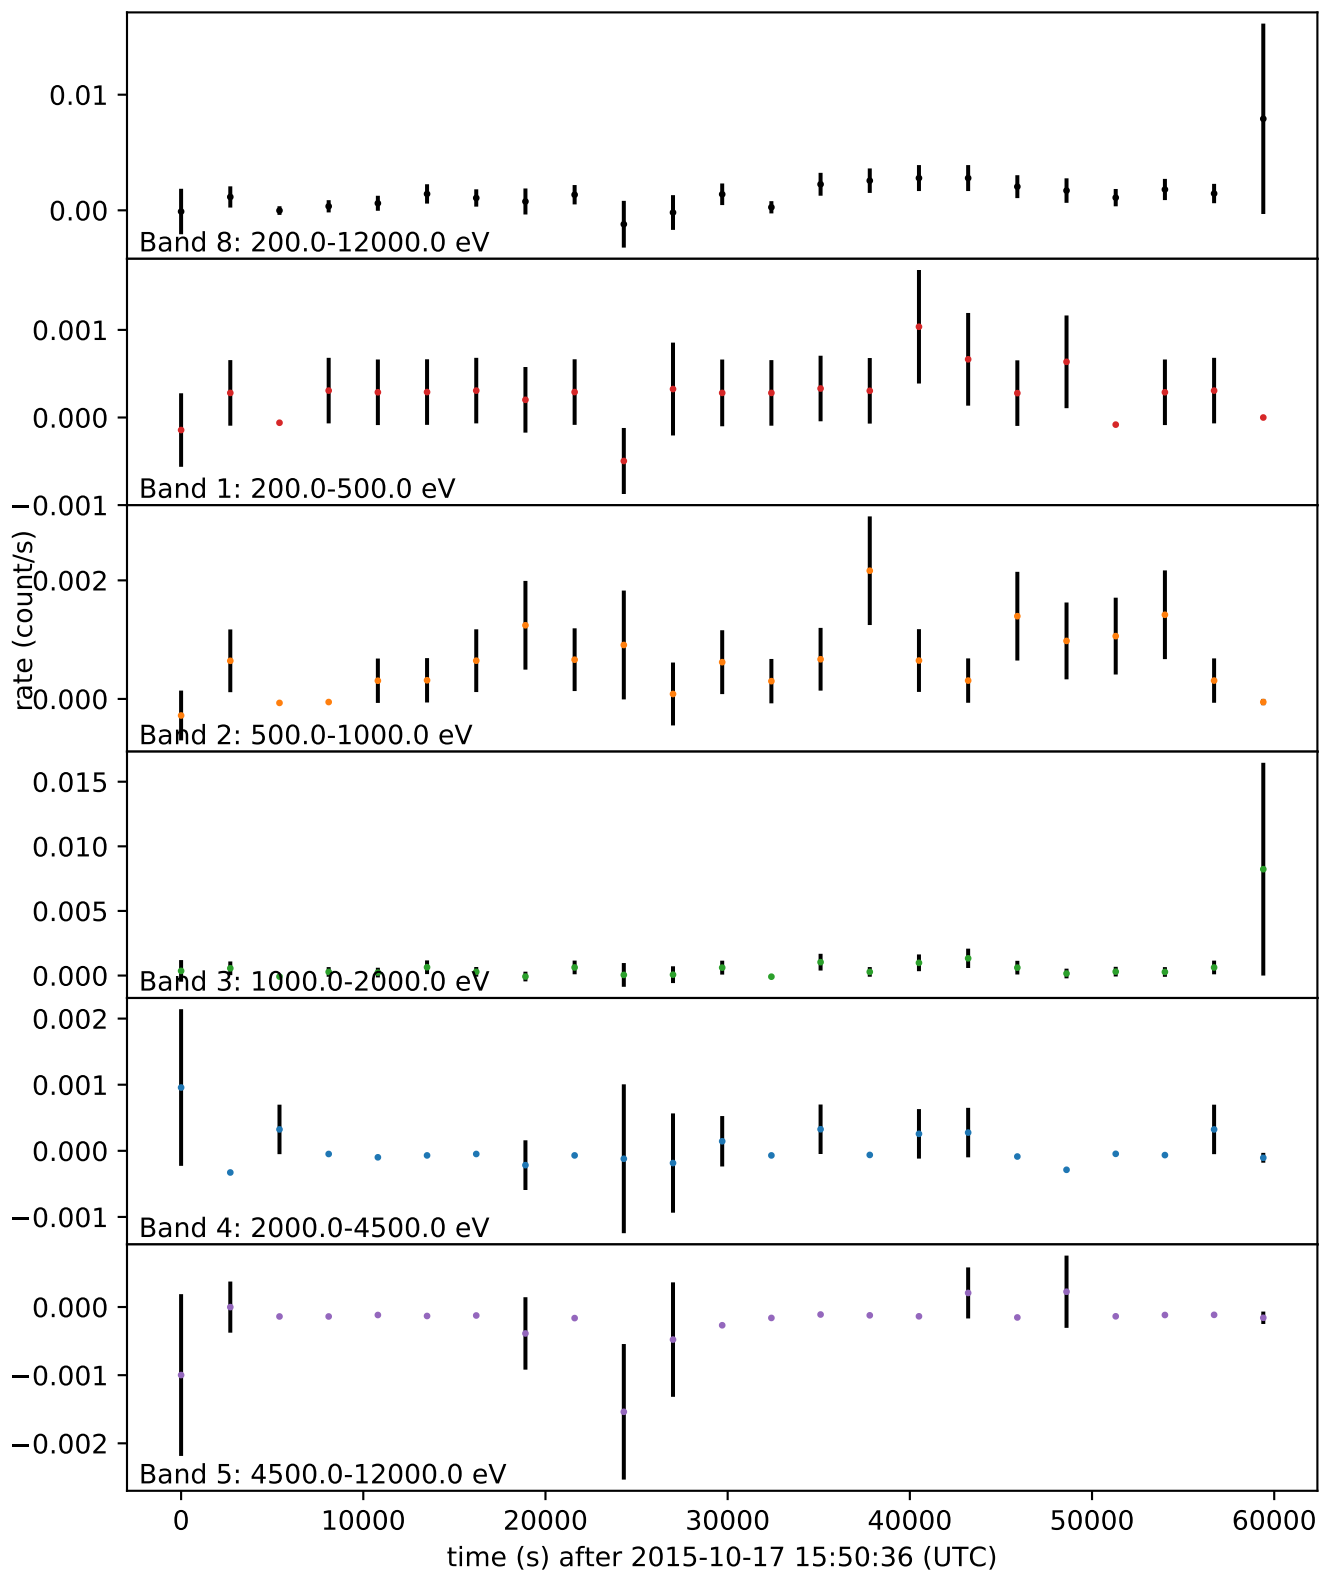 0.01
0.00
Band 8: 200.0-12000.0 eV
0.001
0.000
−0.001
Band 1: 200.0-500.0 eV
rate (count/s)
0.002
0.000
Band 2: 500.0-1000.0 eV
0.015
0.010
0.005
0.000
Band 3: 1000.0-2000.0 eV
0.002
0.001
0.000
−0.001
Band 4: 2000.0-4500.0 eV
0.000
−0.001
−0.002
Band 5: 4500.0-12000.0 eV
0 10000 20000 30000 40000 50000 60000
time (s) after 2015-10-17 15:50:36 (UTC)